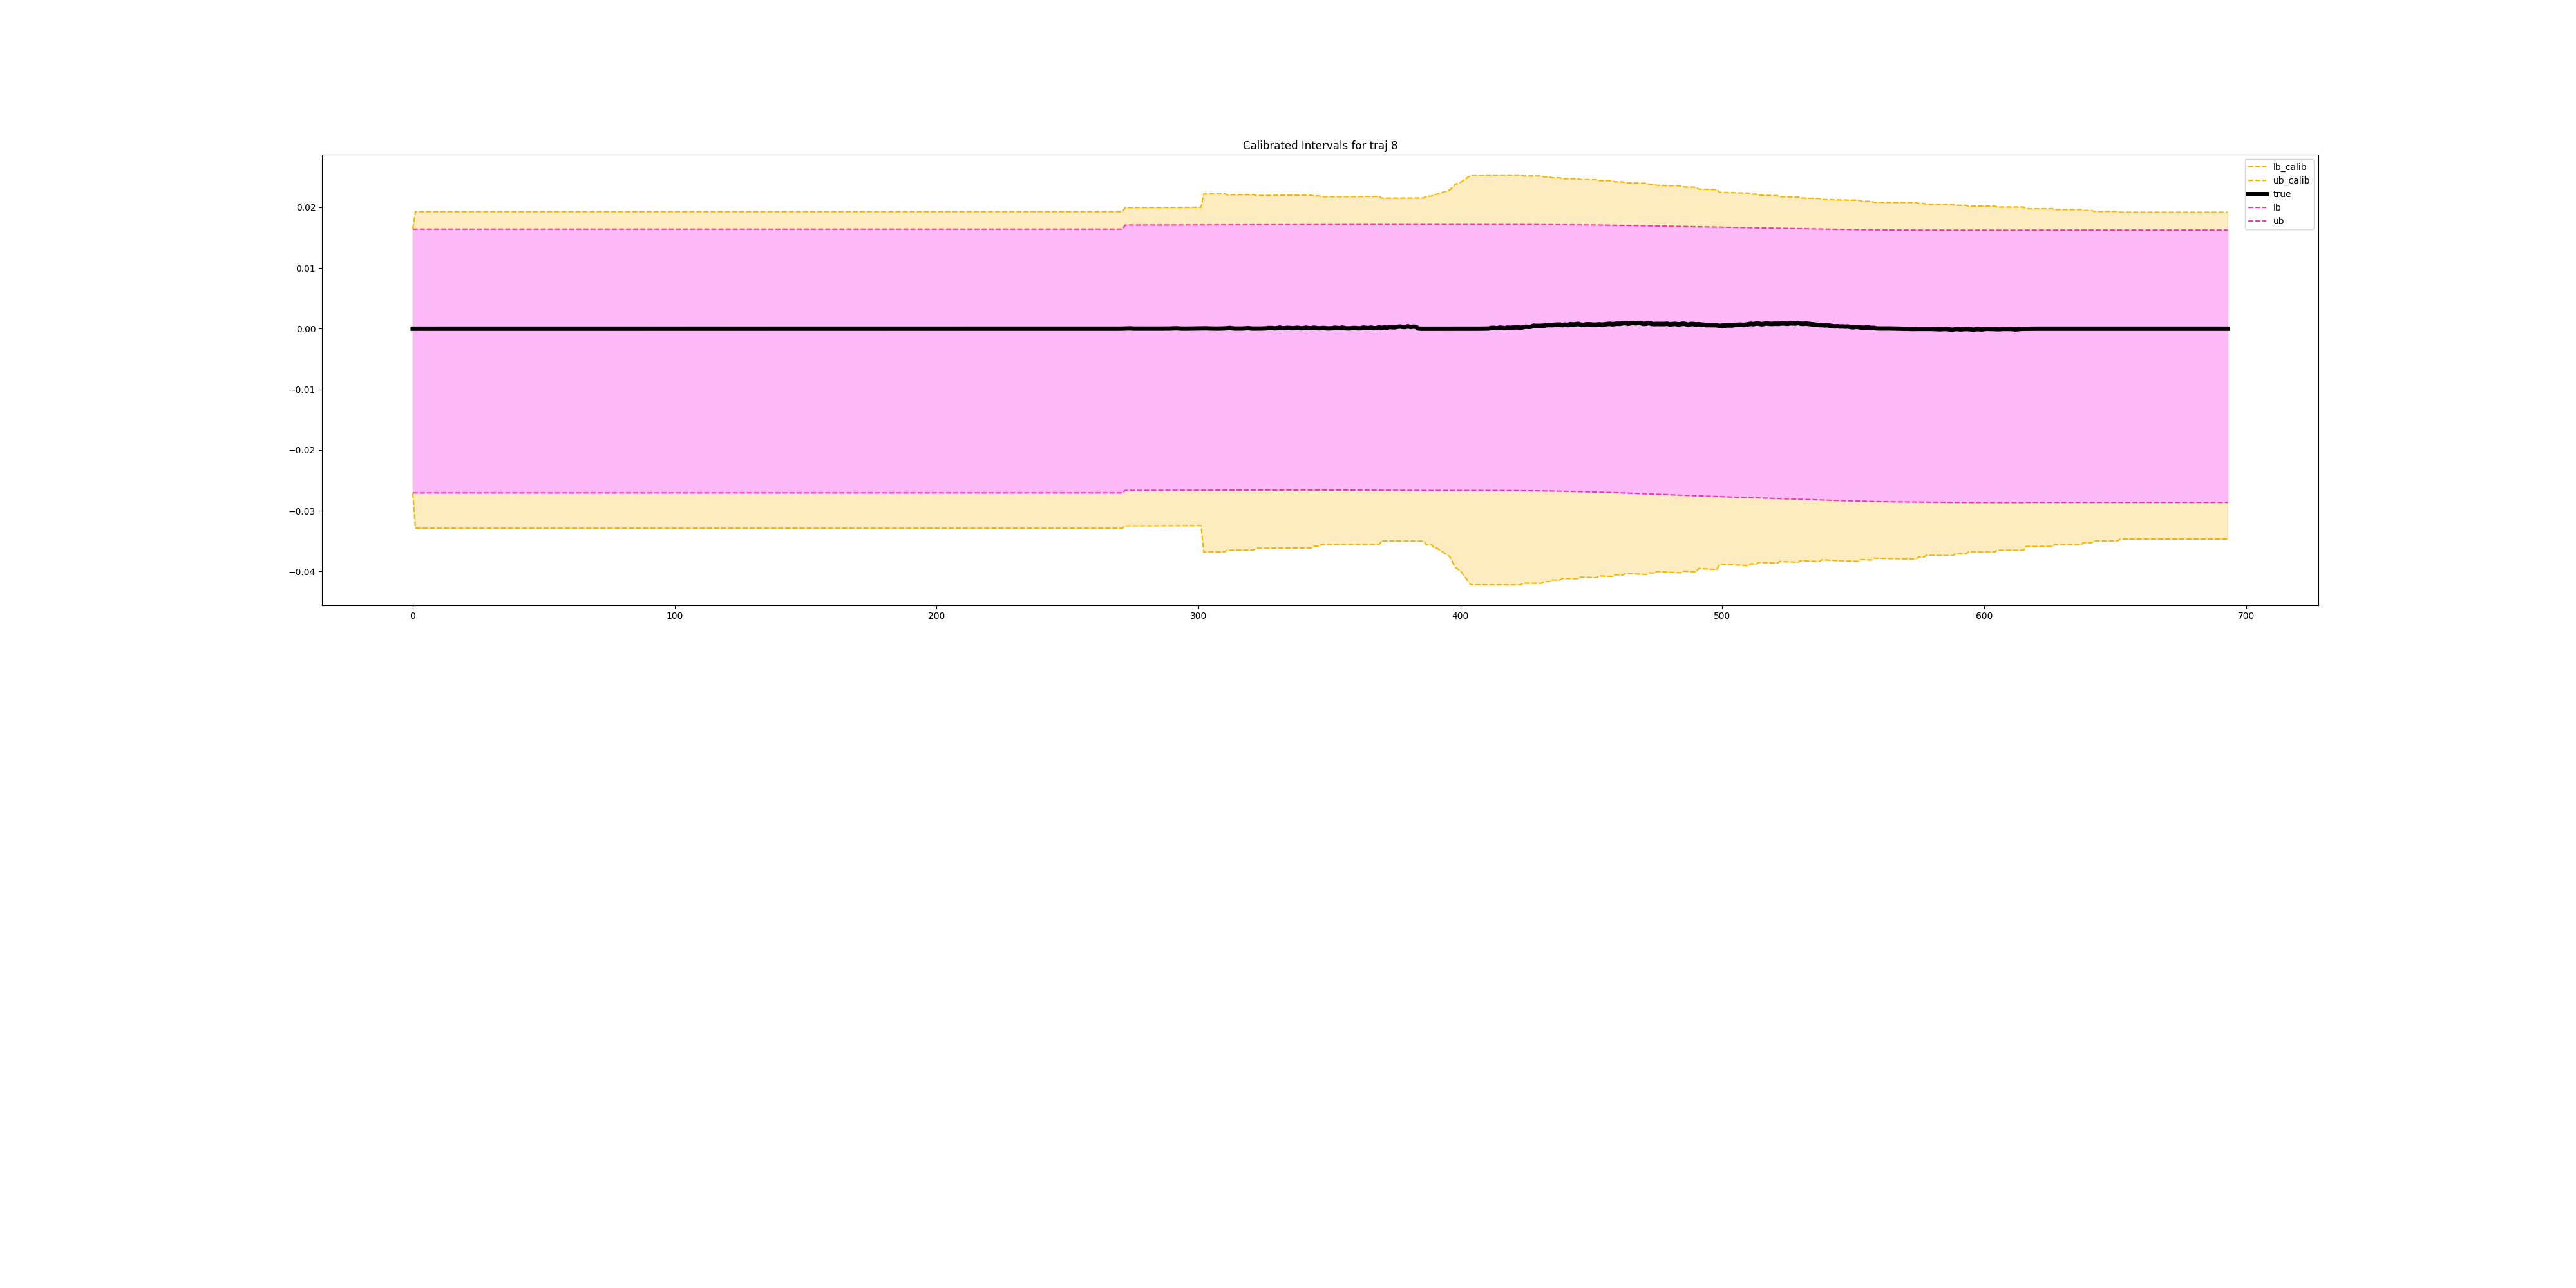 Calibrated Intervals for traj 8
lb_calib
ub_calib
true
lb
ub
0.02
0.01
0.00
−0.01
−0.02
−0.03
−0.04
0 100 200 300 400 500 600 700